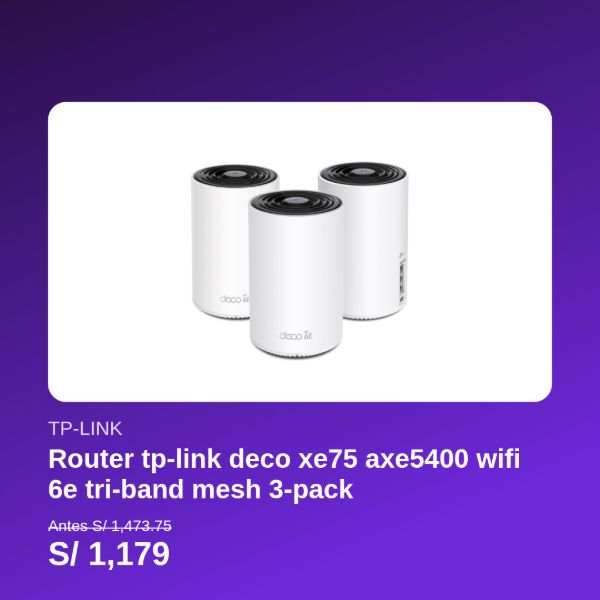 deco 6E
deco 6E
TP-LINK
Router tp-link deco xe75 axe5400 wifi
6e tri-band mesh 3-pack
Antes S/ 1,473.75
S/ 1,179